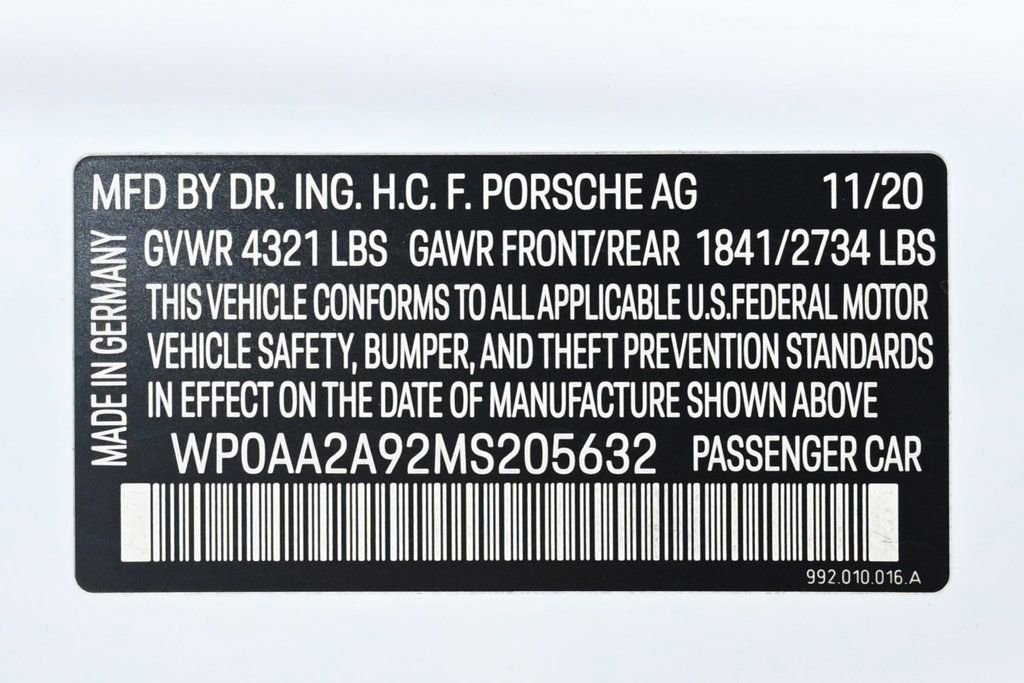 MFD BY DR. ING. H.C. F. PORSCHE AG 11/20
MADE IN GERMANY
GVWR 4321 LBS GAWR FRONT/REAR 1841/2734 LBS
THIS VEHICLE CONFORMS TO ALL APPLICABLE U.S.FEDERAL MOTOR
VEHICLE SAFETY, BUMPER, AND THEFT PREVENTION STANDARDS
IN EFFECT ON THE DATE OF MANUFACTURE SHOWN ABOVE
WP0AA2A92MS205632 PASSENGER CAR
992.010.016.A